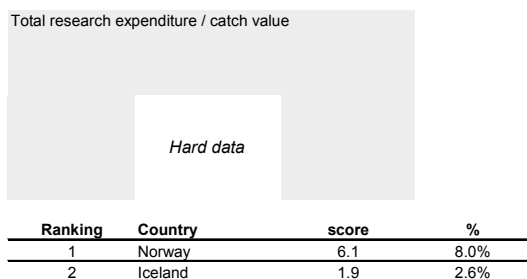 Total research expenditure / catch value
Hard data
Ranking Country score %
1 Norway 6.1 8.0%
2 Iceland 1.9 2.6%